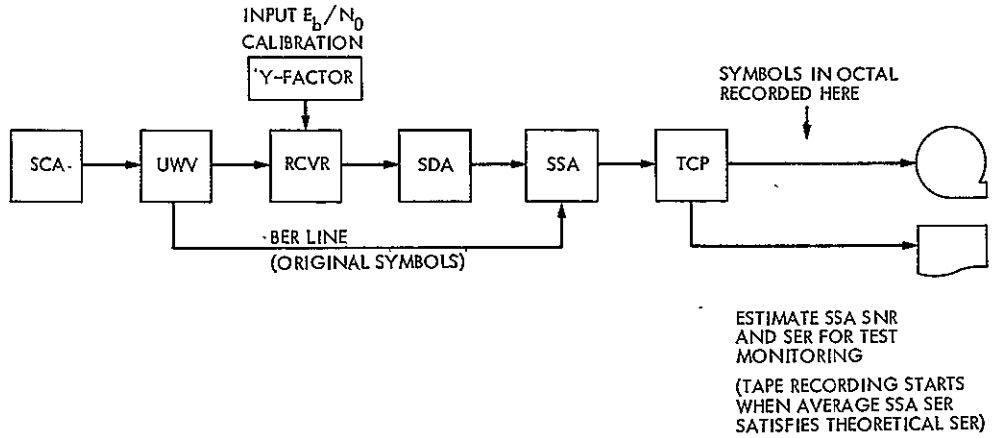 INPUT E_b/N_0
CALIBRATION
'Y-FACTOR
SYMBOLS IN OCTAL
RECORDED HERE
SCA-
UWV
RCVR
SDA
SSA
TCP
-BER LINE
(ORIGINAL SYMBOLS)
ESTIMATE SSA SNR
AND SER FOR TEST
MONITORING
(TAPE RECORDING STARTS
WHEN AVERAGE SSA SER
SATISFIES THEORETICAL SER)